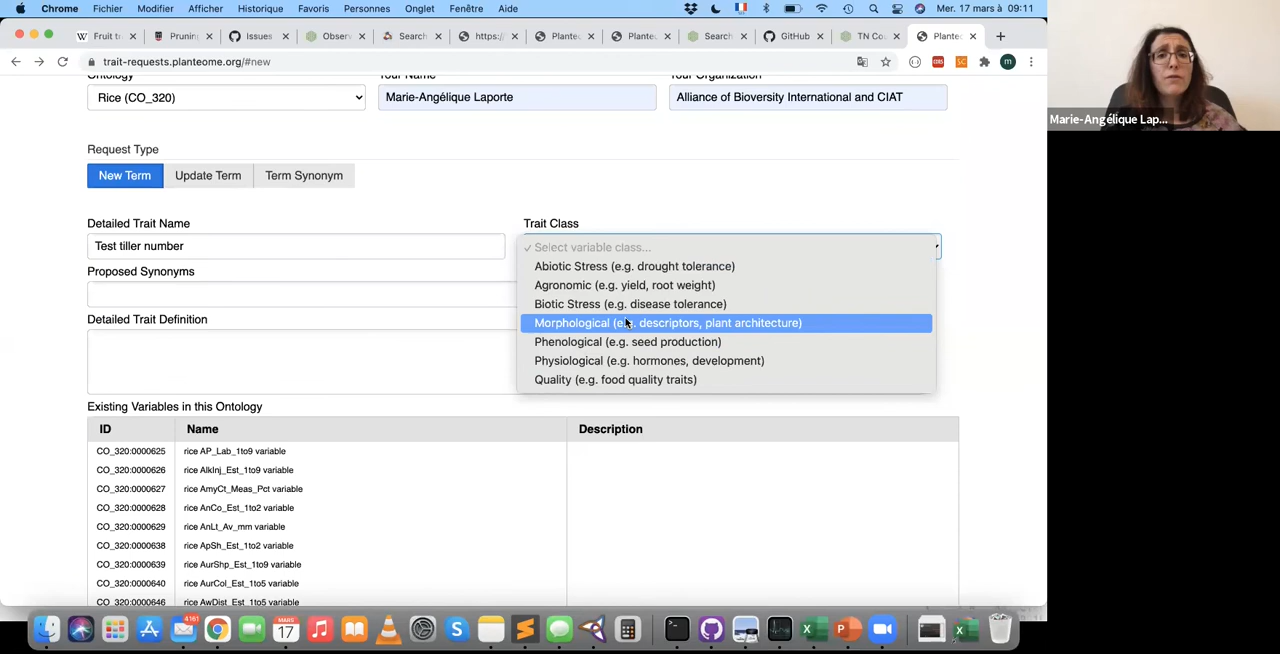 Chrome Fichier Modifier Afficher Historique Favoris Personnes Onglet Fenêtre Aide Mer. 17 mars à 09:11
Fruit tr Prunin Issues Obser Search https:/ Plante Plante Search GitHub TN Co Plante
trait-requests.planteome.org/#new
Ontology Your Name Your Organization
Rice (CO_320) Marie-Angélique Laporte Alliance of Bioversity International and CIAT
Marie-Angélique Lap...
Request Type
New Term Update Term Term Synonym
Detailed Trait Name Trait Class
Test tiller number
✓ Select variable class...
Abiotic Stress (e.g. drought tolerance)
Agronomic (e.g. yield, root weight)
Biotic Stress (e.g. disease tolerance)
Morphological (e.g. descriptors, plant architecture)
Phenological (e.g. seed production)
Physiological (e.g. hormones, development)
Quality (e.g. food quality traits)
Proposed Synonyms
Detailed Trait Definition
Existing Variables in this Ontology
ID Name Description
CO_320:0000625 rice AP_Lab_1to9 variable
CO_320:0000626 rice AlkInj_Est_1to9 variable
CO_320:0000627 rice AmyCt_Meas_Pct variable
CO_320:0000628 rice AnCo_Est_1to2 variable
CO_320:0000629 rice AnLt_Av_mm variable
CO_320:0000638 rice ApSh_Est_1to2 variable
CO_320:0000639 rice AurShp_Est_1to9 variable
CO_320:0000640 rice AurCol_Est_1to5 variable
CO_320:0000646 rice AwDist_Est_1to5 variable
4161
MARS
17